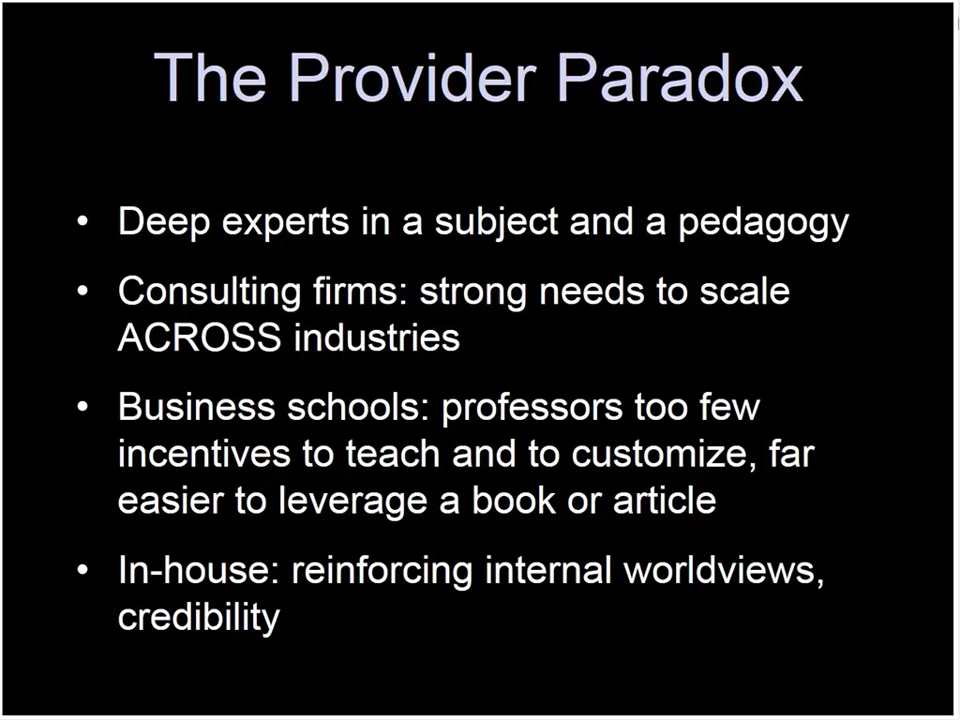 The Provider Paradox
• Deep experts in a subject and a pedagogy
• Consulting firms: strong needs to scale
ACROSS industries
• Business schools: professors too few
incentives to teach and to customize, far
easier to leverage a book or article
• In-house: reinforcing internal worldviews,
credibility